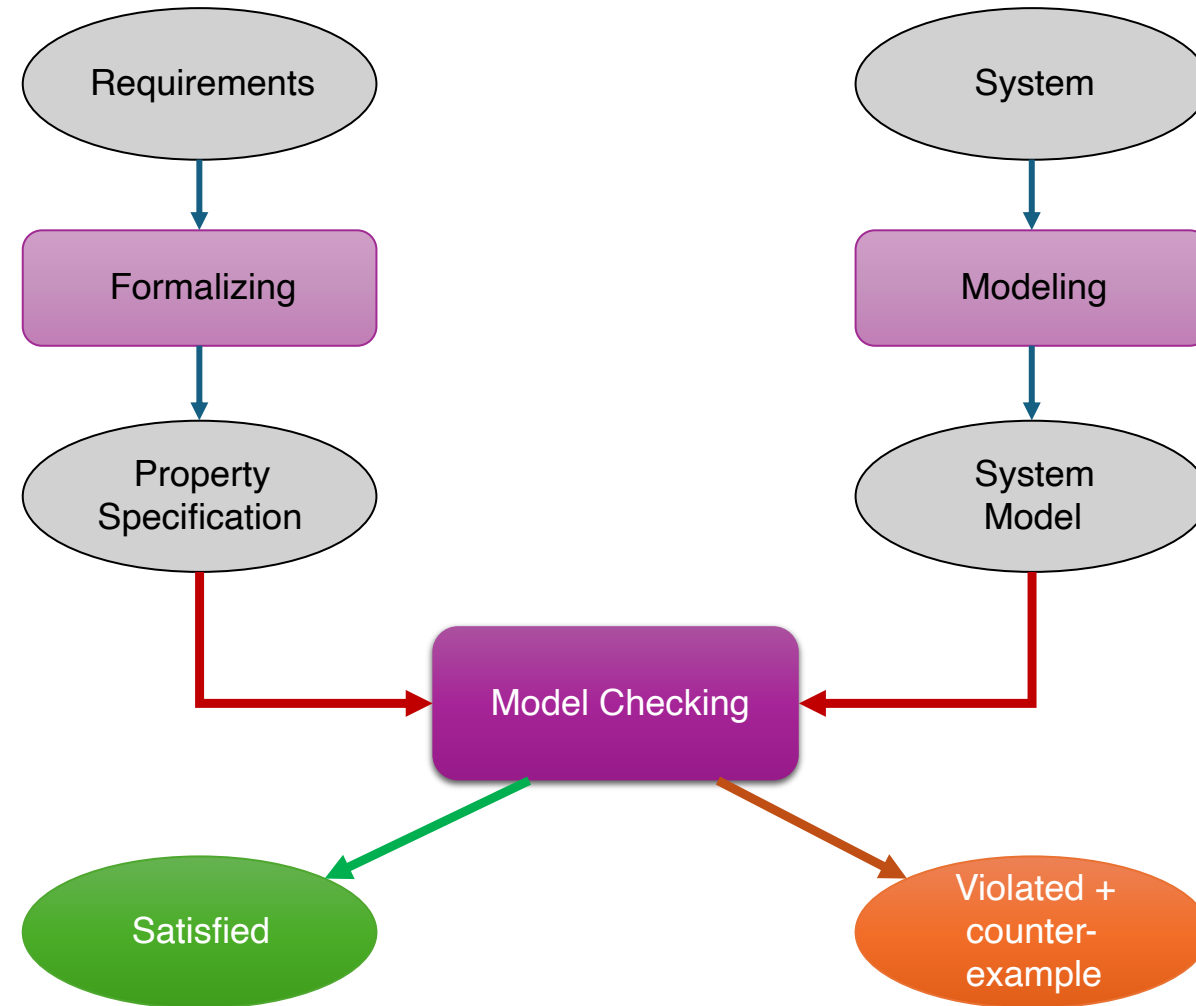 Requirements
System
Formalizing
Modeling
Property
Specification
System
Model
Model Checking
Satisfied
Violated +
counter-
example